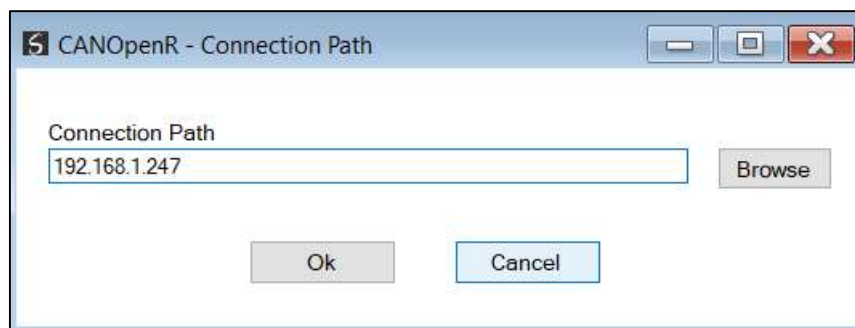 CANOpenR - Connection Path
Connection Path
192.168.1.247
Browse
Ok
Cancel